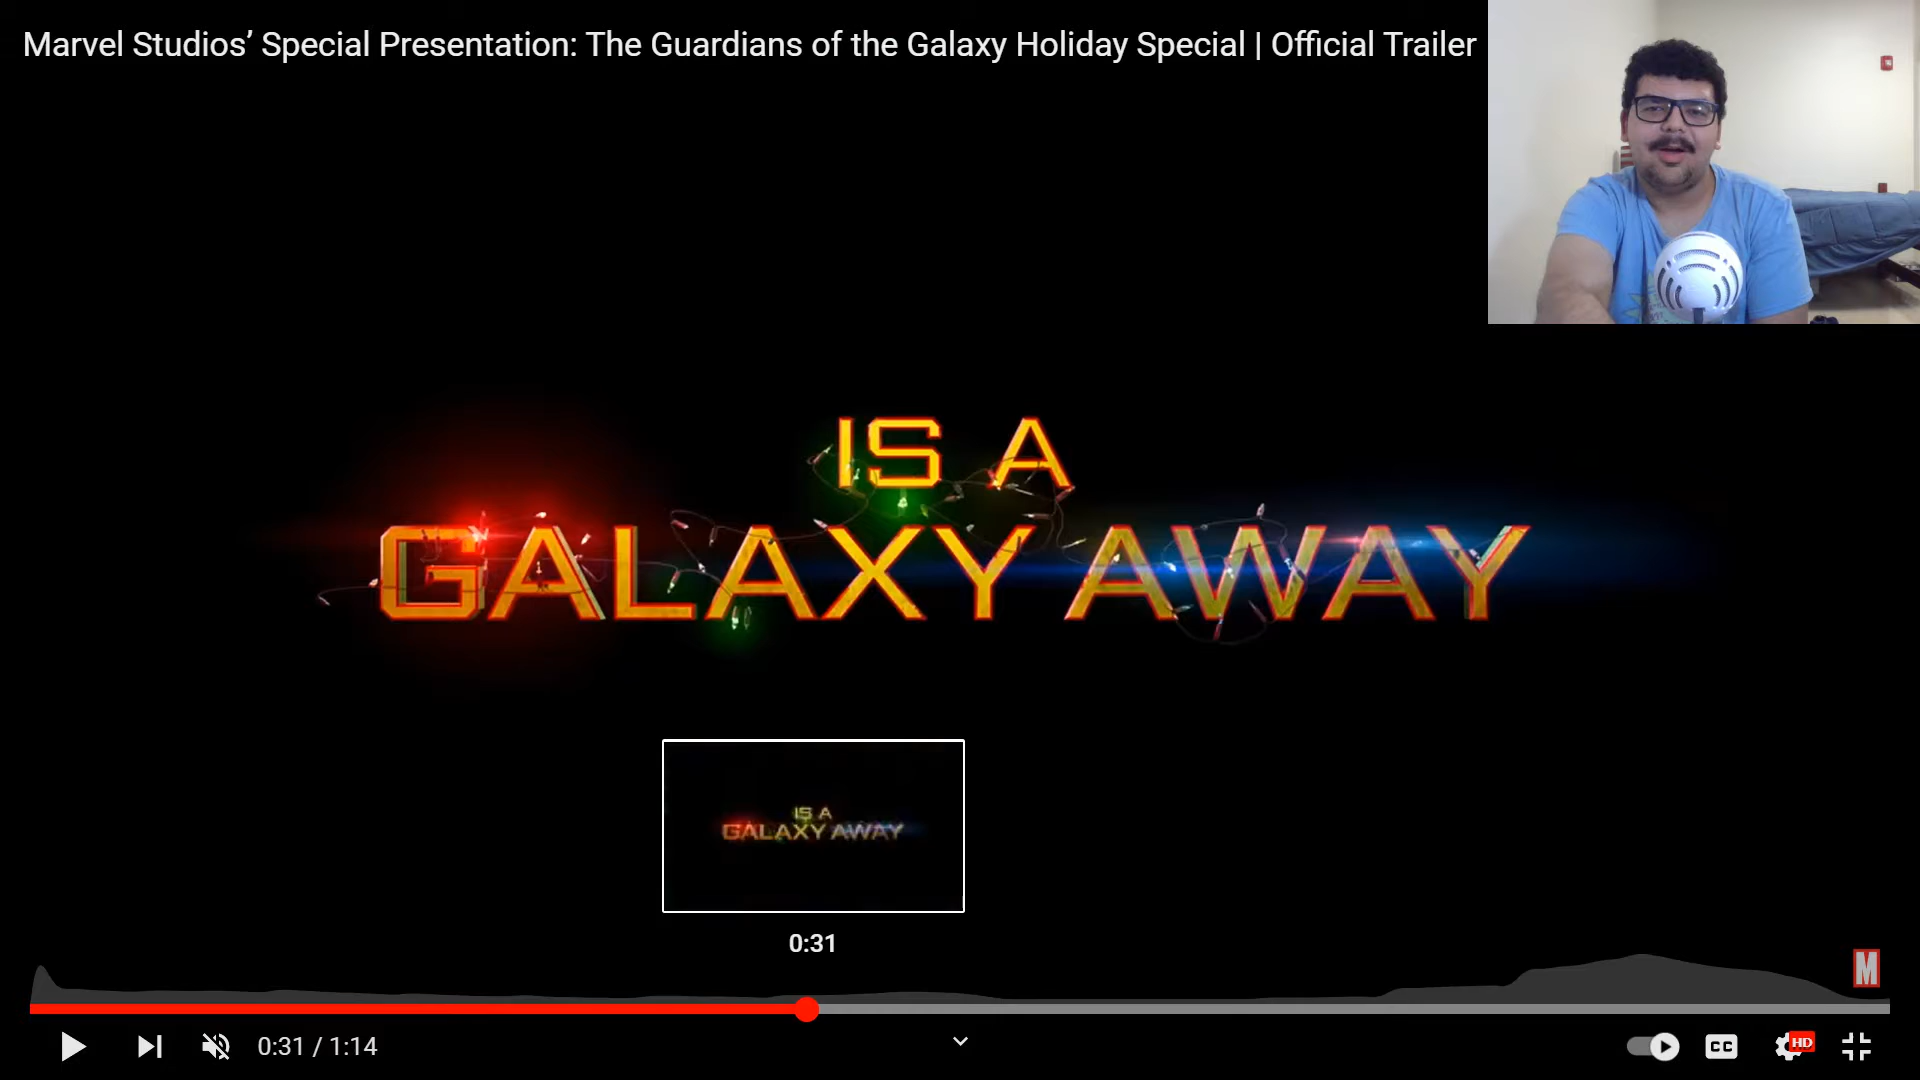 Marvel Studios’ Special Presentation: The Guardians of the Galaxy Holiday Special | Official Trailer
IS A
GALAXY AWAY
IS A
GALAXY AWAY
0:31
M
0:31 / 1:14
CC
HD